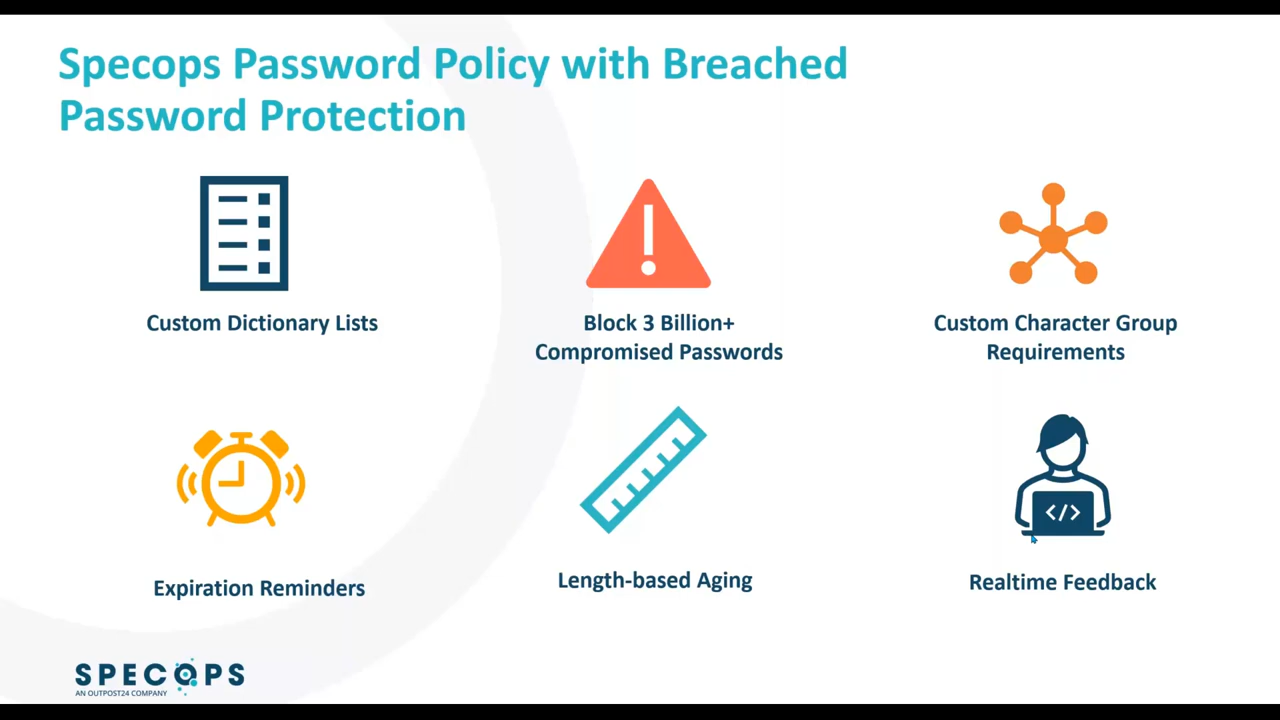 Specops Password Policy with Breached
Password Protection
Custom Dictionary Lists
Block 3 Billion+
Compromised Passwords
Custom Character Group
Requirements
Expiration Reminders
Length-based Aging
</>
Realtime Feedback
SPECOPS
AN OUTPOST24 COMPANY